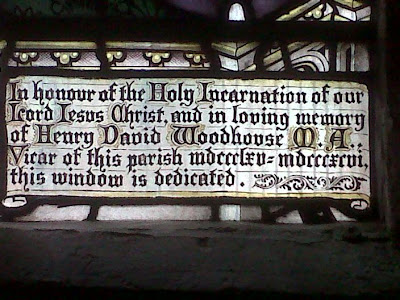 In honour of the Holy Incarnation of our
Lord Iesus Christ, and in loving memory
of Henry David Woodhouse M.A.,
Vicar of this parish mdccclxv=mdcccxcvi,
this window is dedicated.